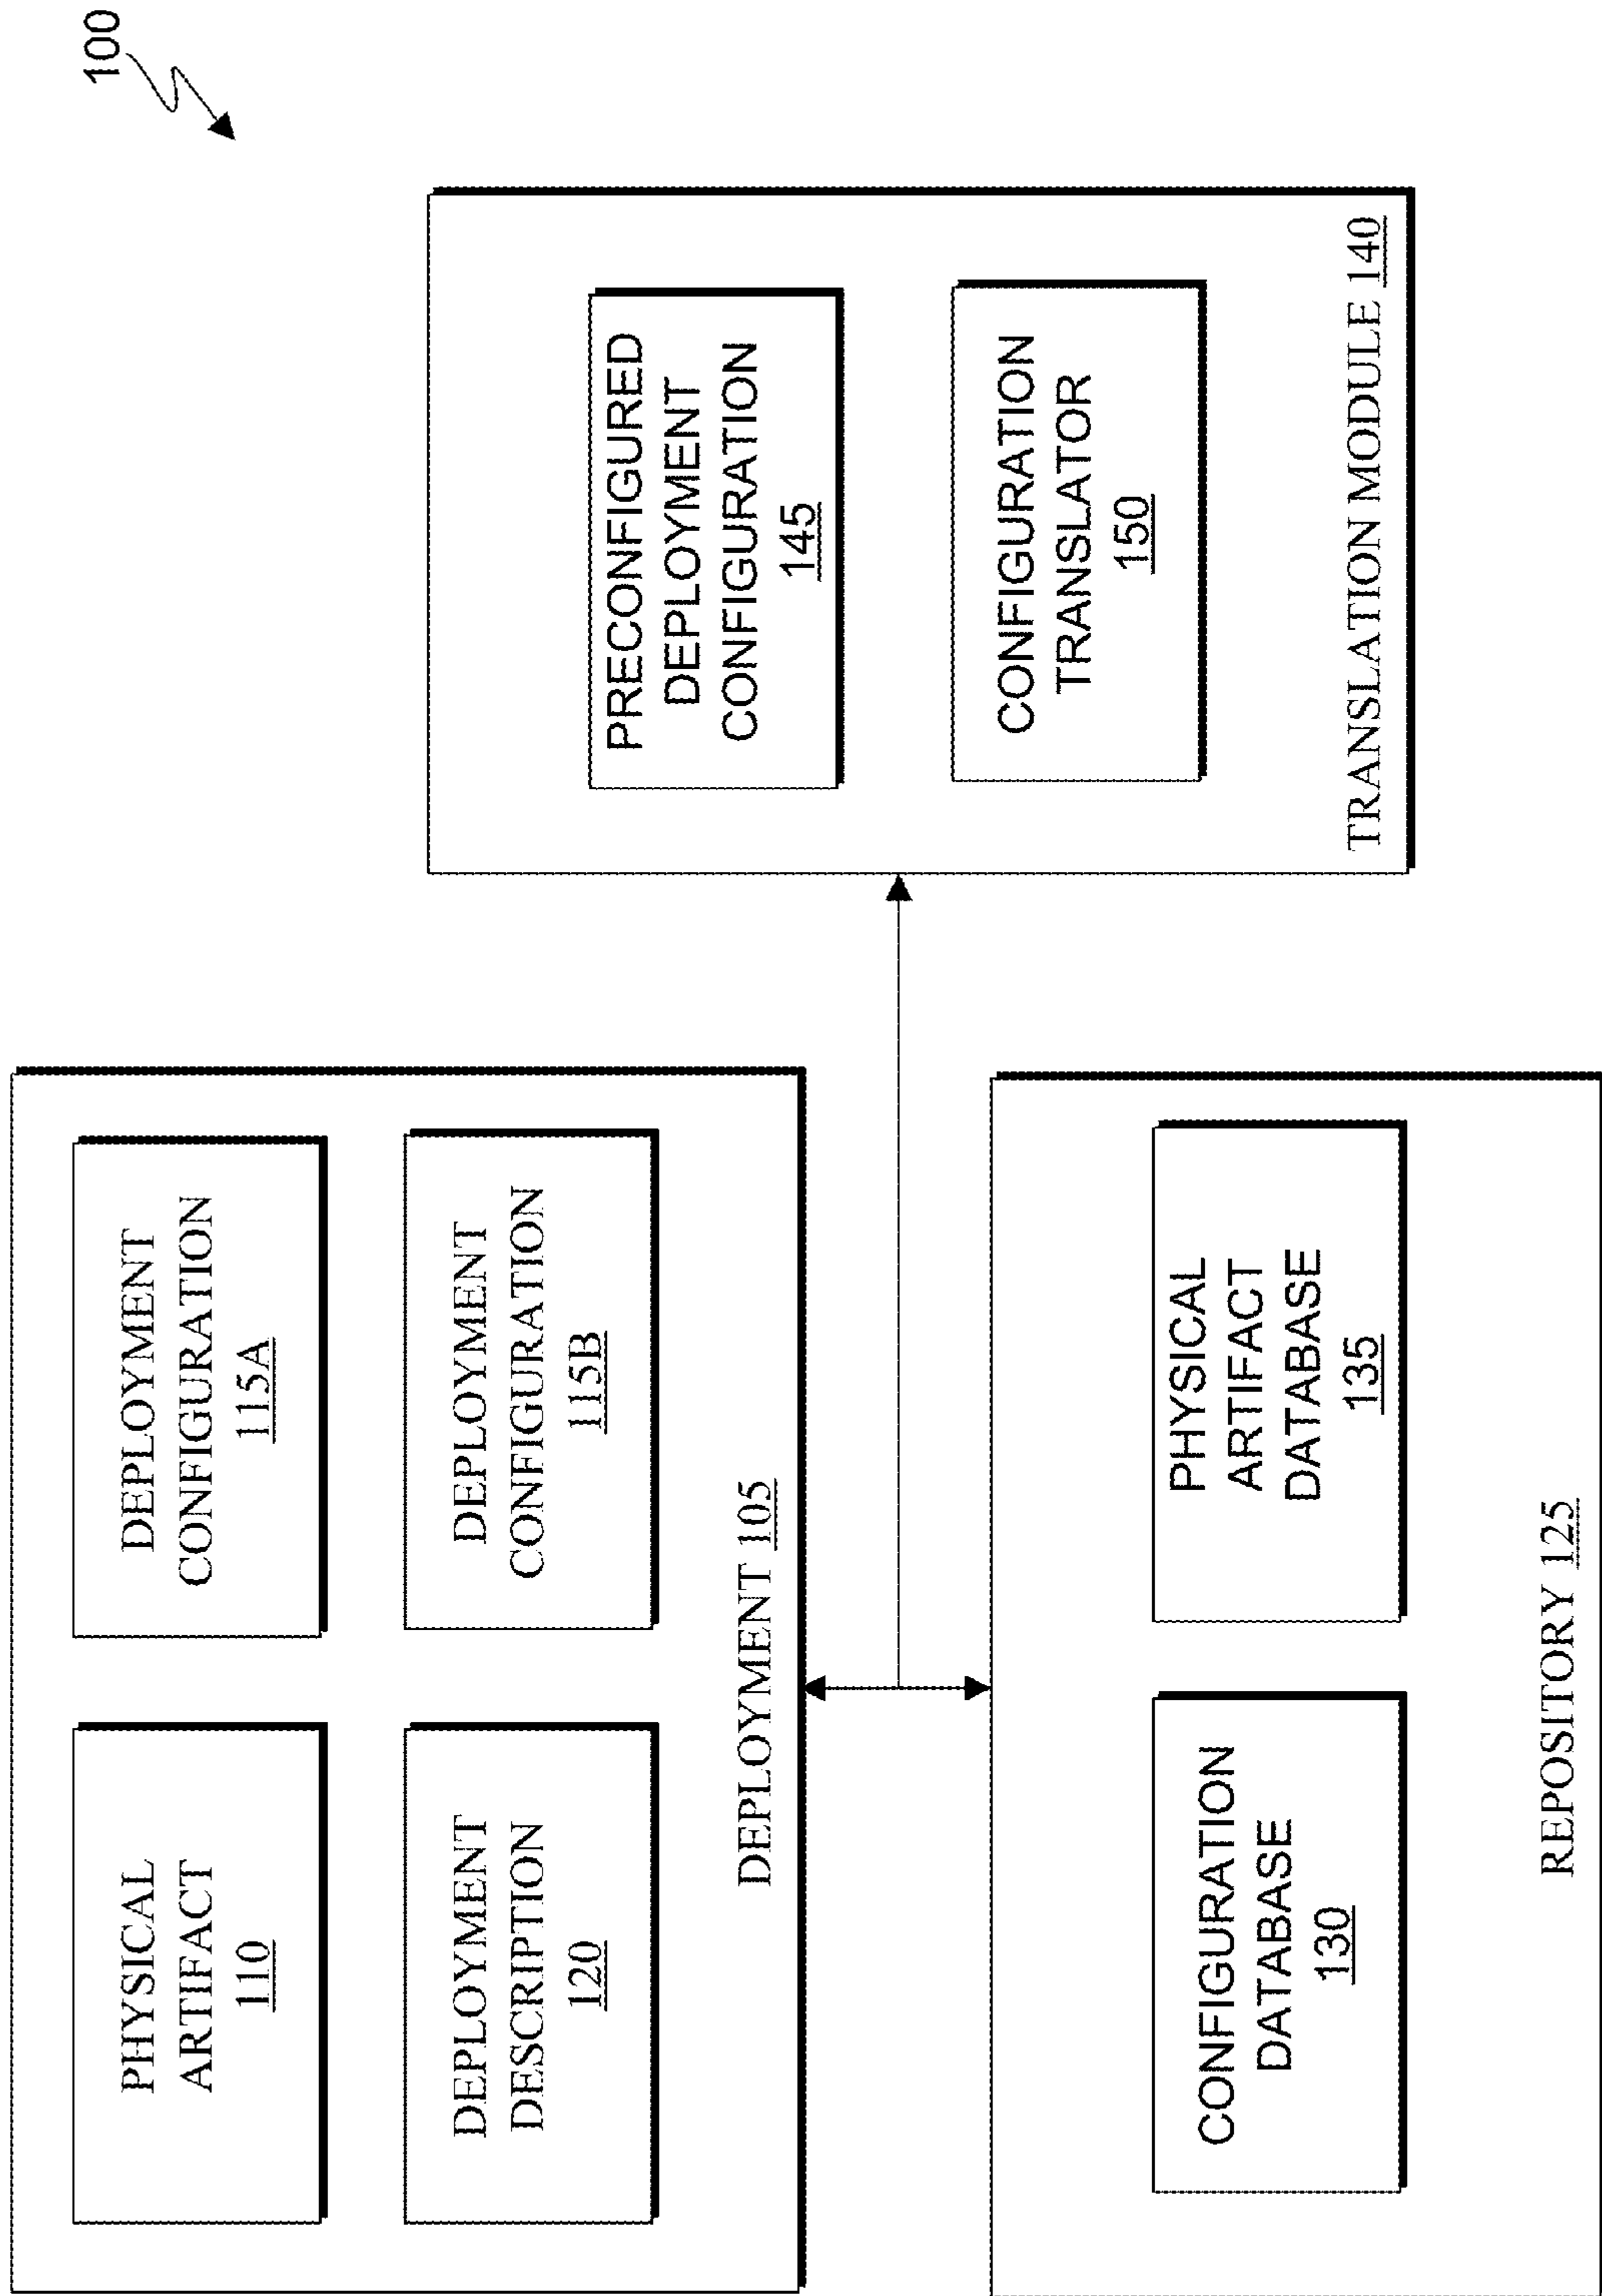 100
PHYSICAL
ARTIFACT
110
DEPLOYMENT
CONFIGURATION
115A
DEPLOYMENT
DESCRIPTION
120
DEPLOYMENT
CONFIGURATION
115B
DEPLOYMENT 105
PRECONFIGURED
DEPLOYMENT
CONFIGURATION
145
CONFIGURATION
TRANSLATOR
150
TRANSLATION MODULE 140
CONFIGURATION
DATABASE
130
PHYSICAL
ARTIFACT
DATABASE
135
REPOSITORY 125